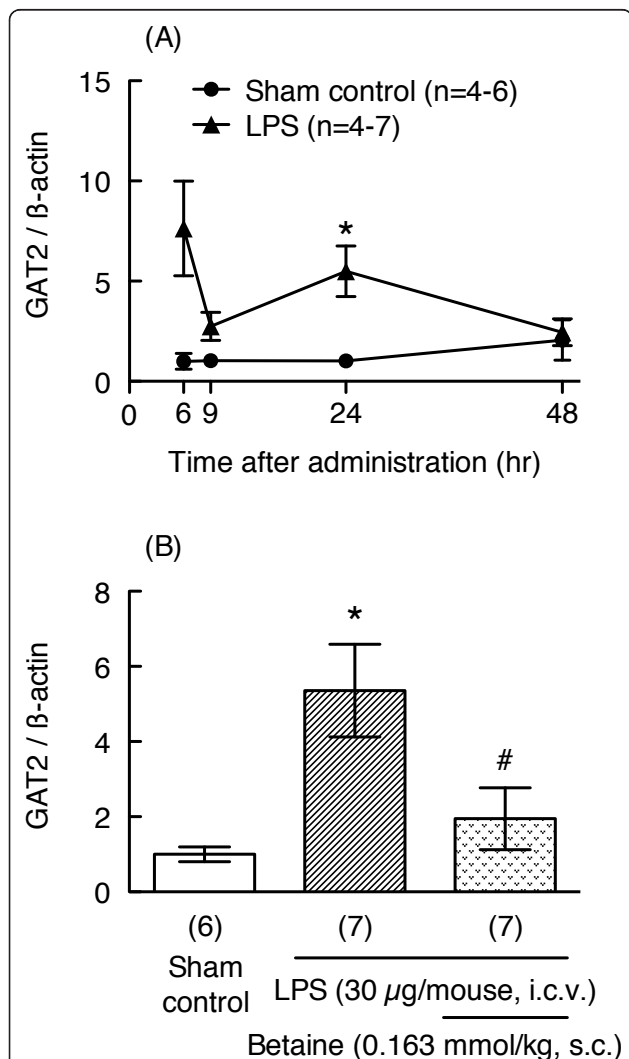 (A)
15
Sham control (n=4-6)
LPS (n=4-7)
10
*
GAT2 / ß-actin
5
0
0 6 9 24 48
Time after administration (hr)
(B)
8
*
6
GAT2 / ß-actin
4
#
2
0
(6) (7) (7)
Sham
control
LPS (30 µg/mouse, i.c.v.)
Betaine (0.163 mmol/kg, s.c.)